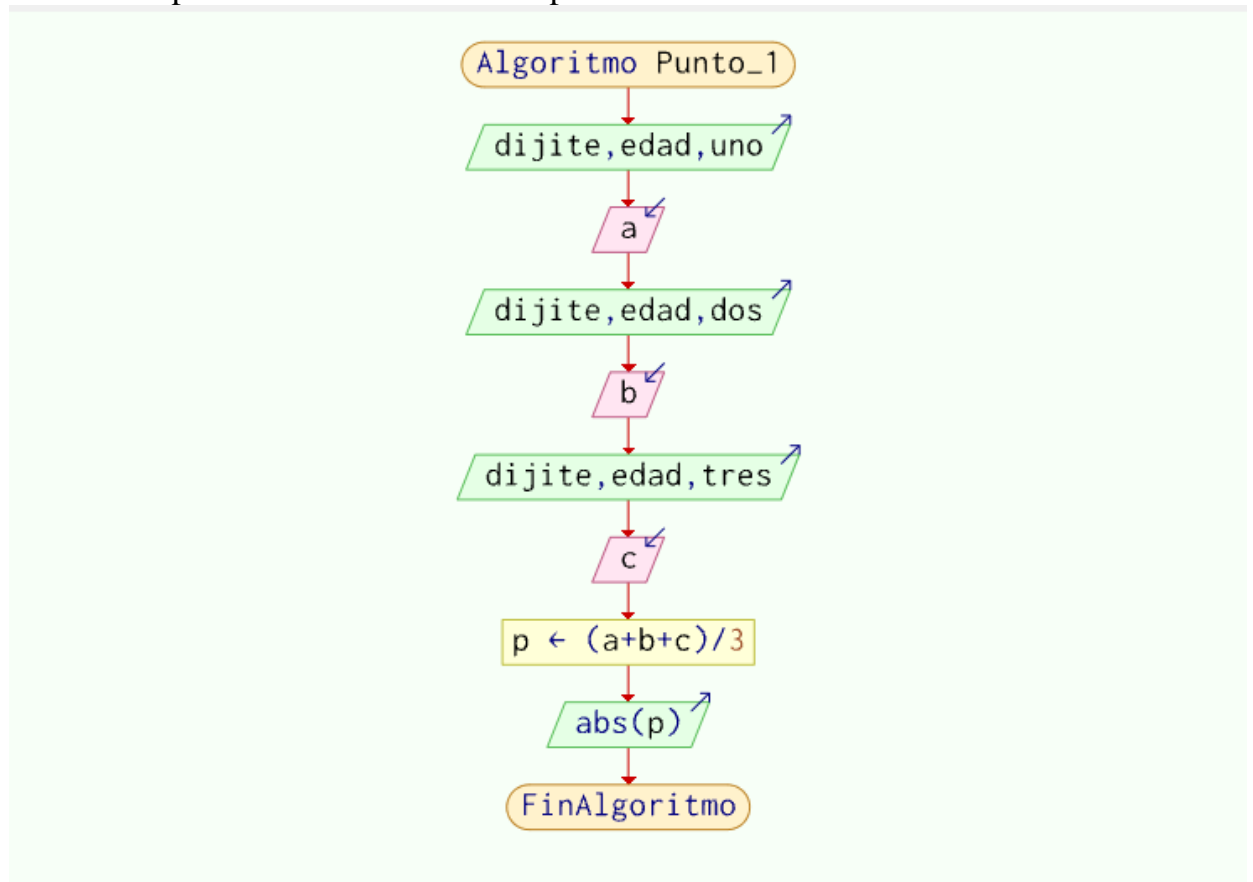 Algoritmo Punto_1
dijite,edad,uno
a
dijite,edad,dos
b
dijite,edad,tres
c
p ← (a+b+c)/3
abs(p)
FinAlgoritmo